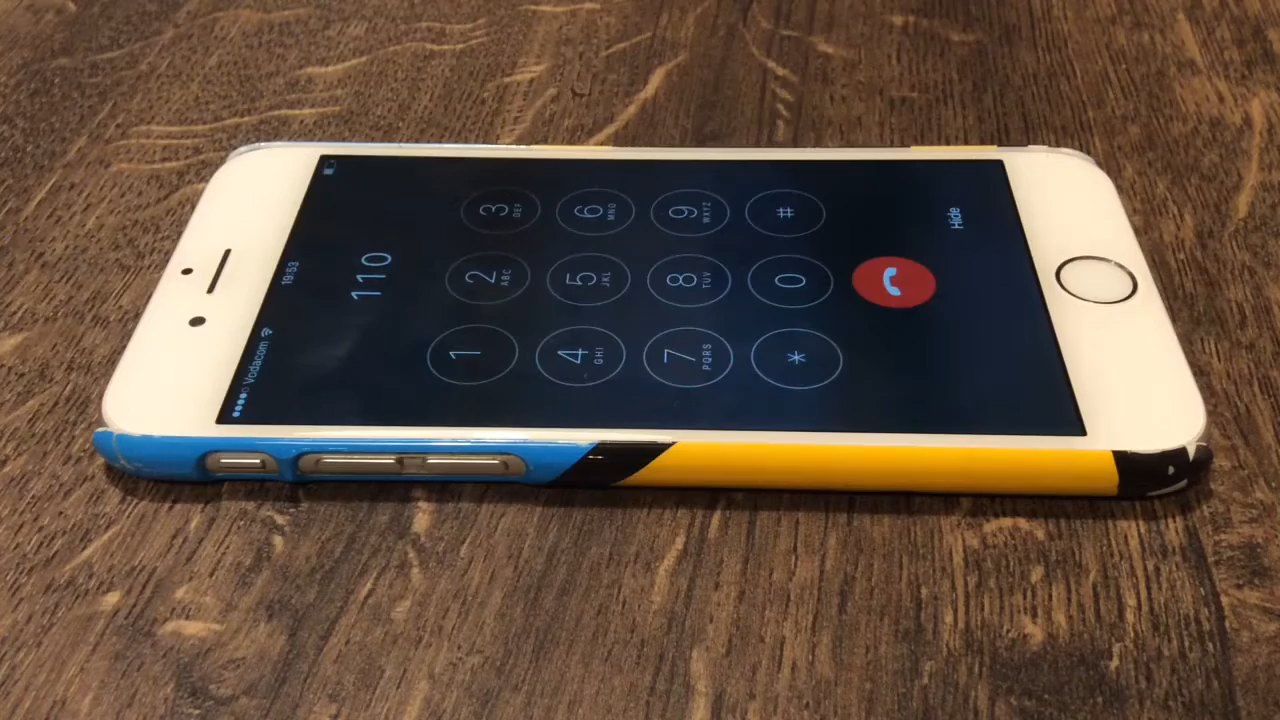 ●●●●○ Vodacom 19:53
110
1 2 ABC 3 DEF
4 GHI 5 JKL 6 MNO
7 PQRS 8 TUV 9 WXYZ
* 0 #
Hide